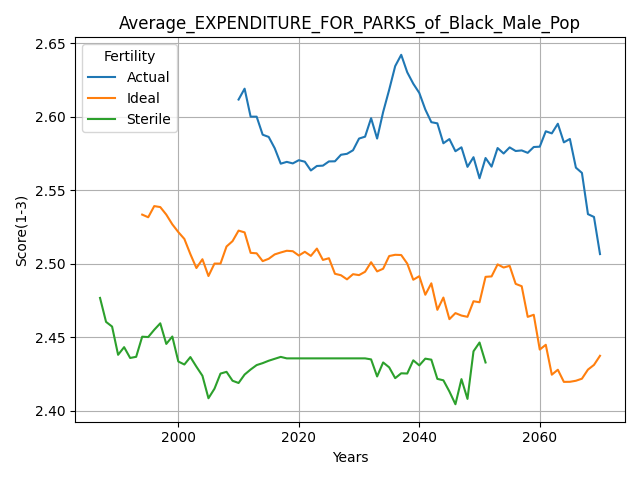 Average_EXPENDITURE_FOR_PARKS_of_Black_Male_Pop
Fertility
Actual
Ideal
Sterile
Score(1-3)
2.65
2.60
2.55
2.50
2.45
2.40
2000 2020 2040 2060
Years